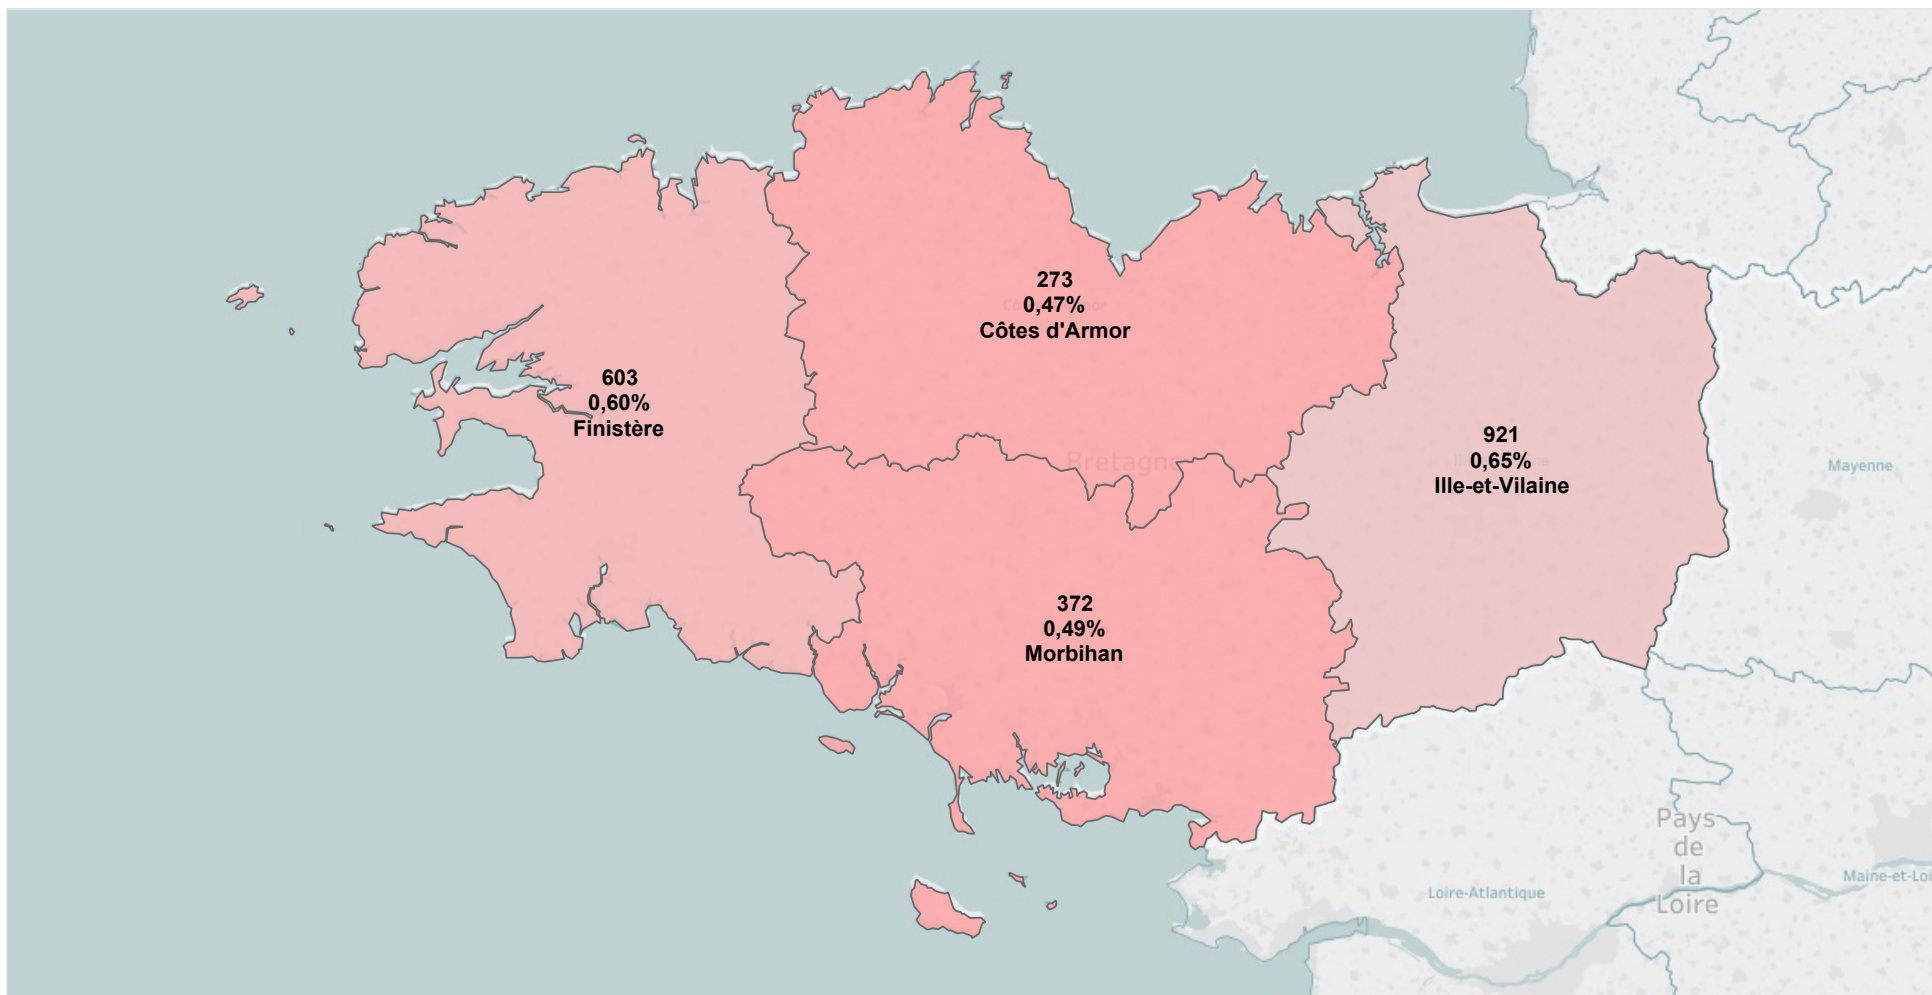 273
0,47%
Côtes d'Armor
603
0,60%
Finistère
921
0,65%
Ille-et-Vilaine
Bretagne
Mayenne
372
0,49%
Morbihan
Pays
de
la
Loire
Loire-Atlantique
Maine-et-Loi